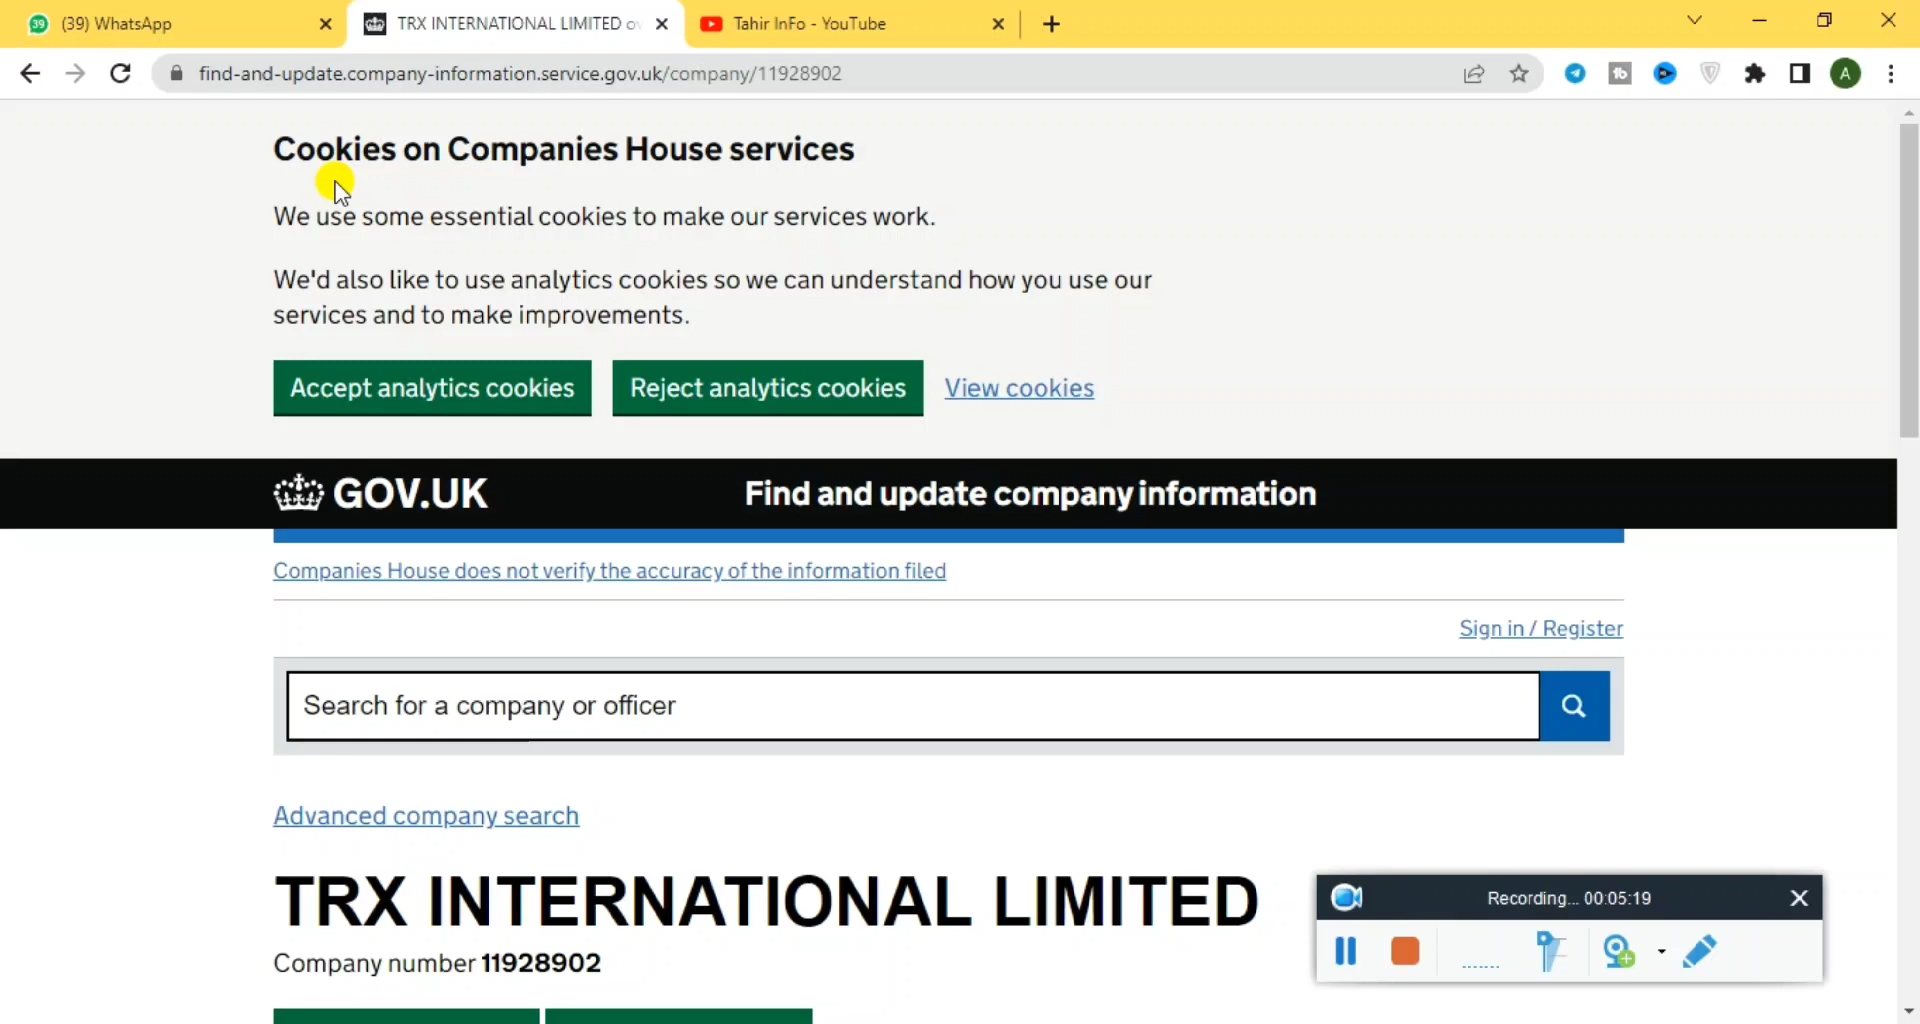 39 (39) WhatsApp
TRX INTERNATIONAL LIMITED ov
Tahir InFo - YouTube
find-and-update.company-information.service.gov.uk/company/11928902
tb
A
Cookies on Companies House services
We use some essential cookies to make our services work.
We'd also like to use analytics cookies so we can understand how you use our
services and to make improvements.
Accept analytics cookies
Reject analytics cookies
View cookies
GOV.UK
Find and update company information
Companies House does not verify the accuracy of the information filed
Sign in / Register
Search for a company or officer
Advanced company search
TRX INTERNATIONAL LIMITED
Company number 11928902
Recording... 00:05:19